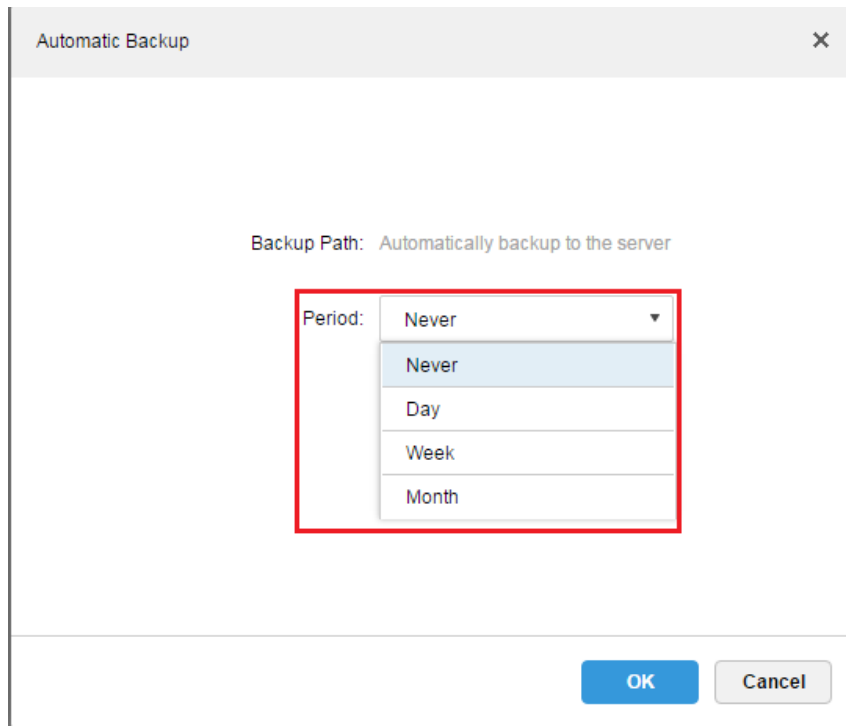 Automatic Backup
Backup Path: Automatically backup to the server
Period: Never
Never
Day
Week
Month
OK Cancel